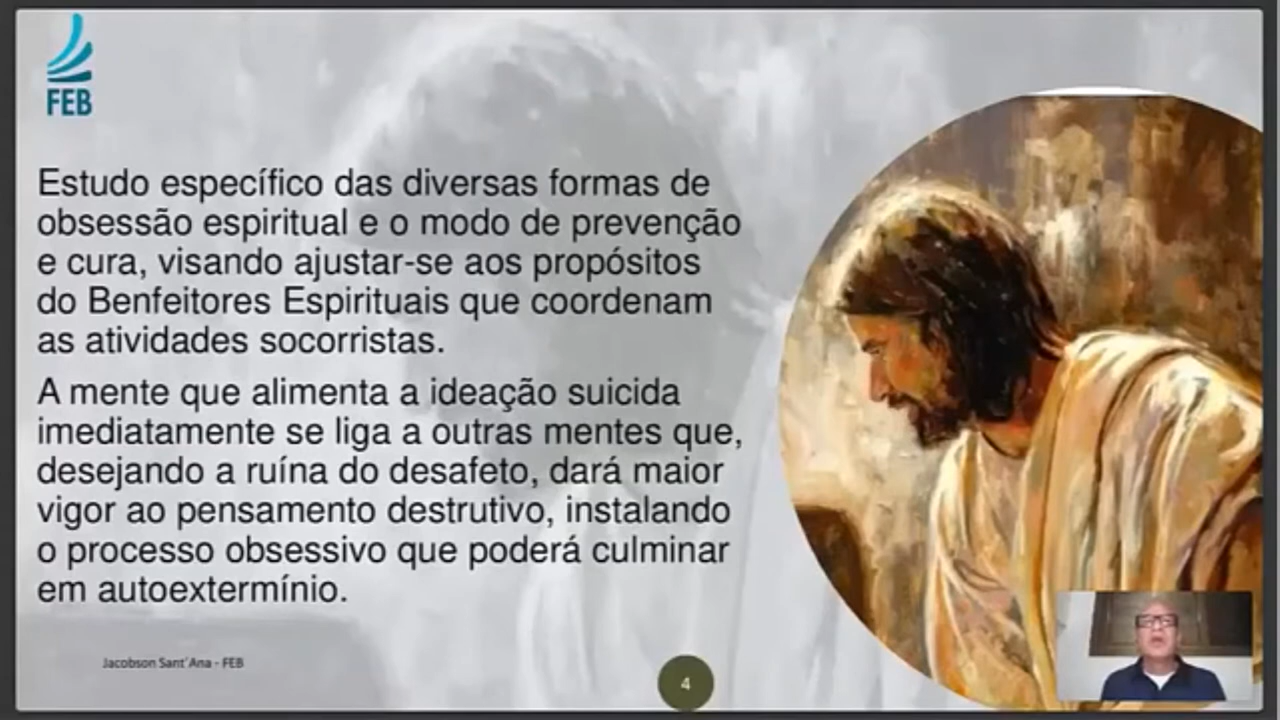 FEB
Estudo específico das diversas formas de
obsessão espiritual e o modo de prevenção
e cura, visando ajustar-se aos propósitos
do Benfeitores Espirituais que coordenam
as atividades socorristas.
A mente que alimenta a ideação suicida
imediatamente se liga a outras mentes que,
desejando a ruína do desafeto, dará maior
vigor ao pensamento destrutivo, instalando
o processo obsessivo que poderá culminar
em autoextermínio.
Jacobson Sant´Ana - FEB
4